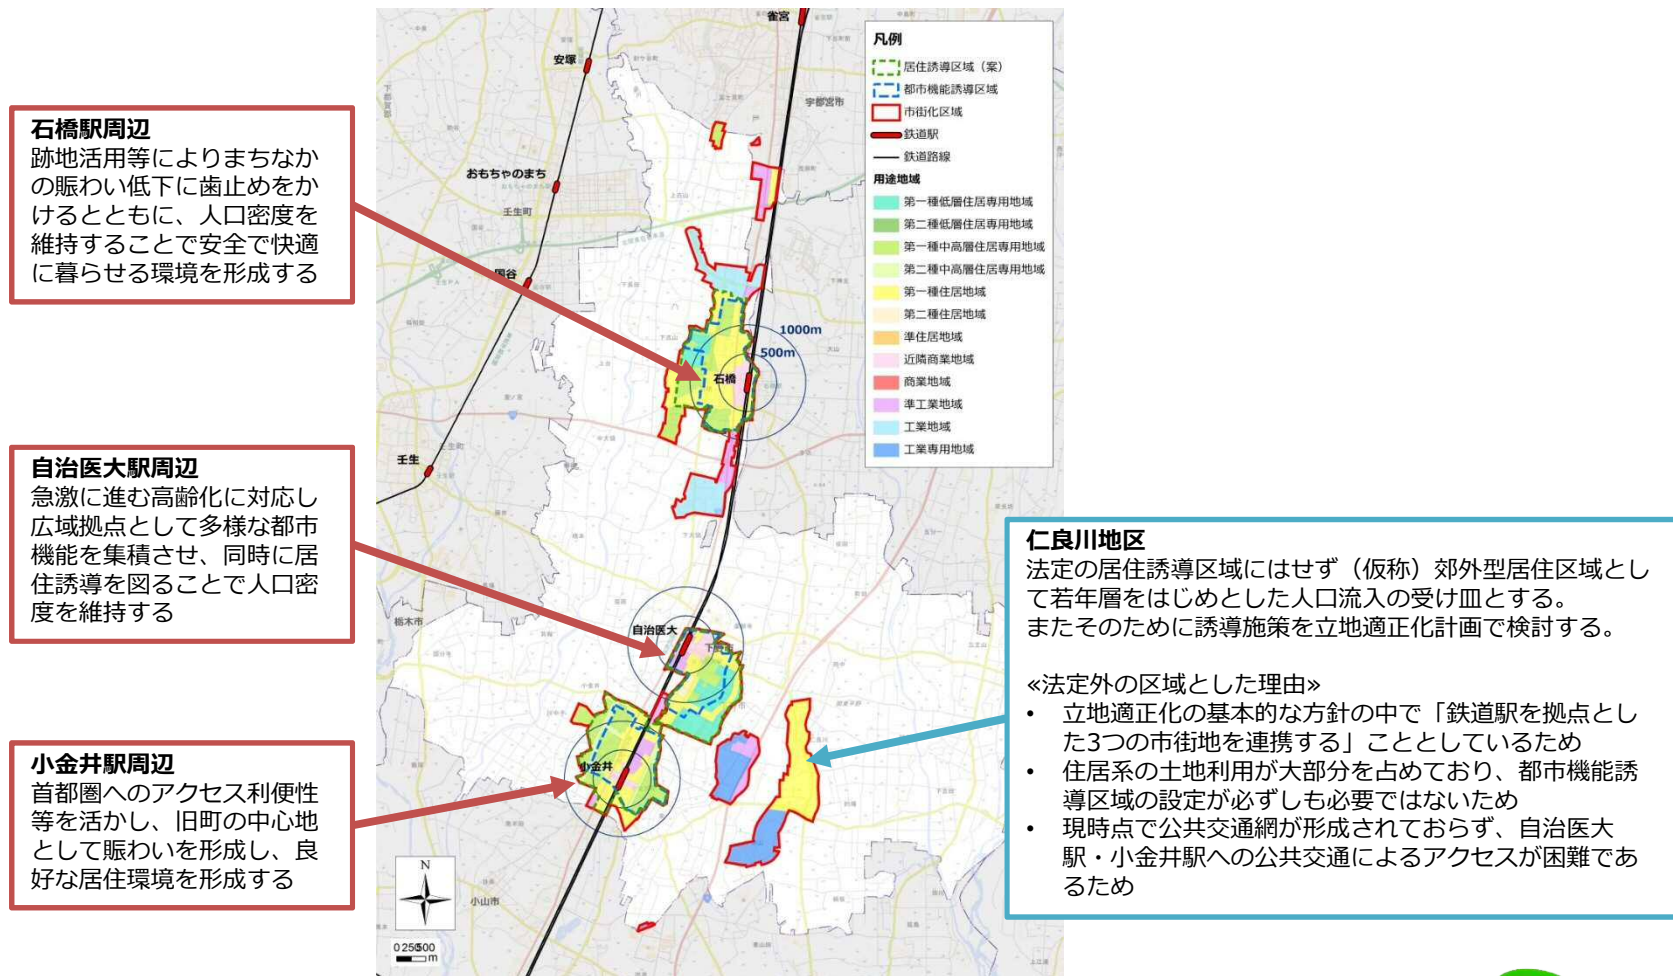 石橋駅周辺
跡地活用等によりまちなか
の賑わい低下に歯止めをか
けるとともに、人口密度を
維持することで安全で快適
に暮らせる環境を形成する
自治医大駅周辺
急激に進む高齢化に対応し
広域拠点として多様な都市
機能を集積させ、同時に居
住誘導を図ることで人口密
度を維持する
小金井駅周辺
首都圏へのアクセス利便性
等を活かし、旧町の中心地
として賑わいを形成し、良
好な居住環境を形成する
雀宮
安塚
宇都宮市
おもちゃのまち
壬生町
国谷
1000m
500m
石橋
壬生
栃木市
自治医大
小金井
小山市
N
0 250 500
m
凡例
居住誘導区域（案）
都市機能誘導区域
市街化区域
鉄道駅
鉄道路線
用途地域
第一種低層住居専用地域
第二種低層住居専用地域
第一種中高層住居専用地域
第二種中高層住居専用地域
第一種住居地域
第二種住居地域
準住居地域
近隣商業地域
商業地域
準工業地域
工業地域
工業専用地域
仁良川地区
法定の居住誘導区域にはせず（仮称）郊外型居住区域とし
て若年層をはじめとした人口流入の受け皿とする。
またそのために誘導施策を立地適正化計画で検討する。
≪法定外の区域とした理由≫
• 立地適正化の基本的な方針の中で「鉄道駅を拠点とし
た3つの市街地を連携する」こととしているため
• 住居系の土地利用が大部分を占めており、都市機能誘
導区域の設定が必ずしも必要ではないため
• 現時点で公共交通網が形成されておらず、自治医大
駅・小金井駅への公共交通によるアクセスが困難であ
るため